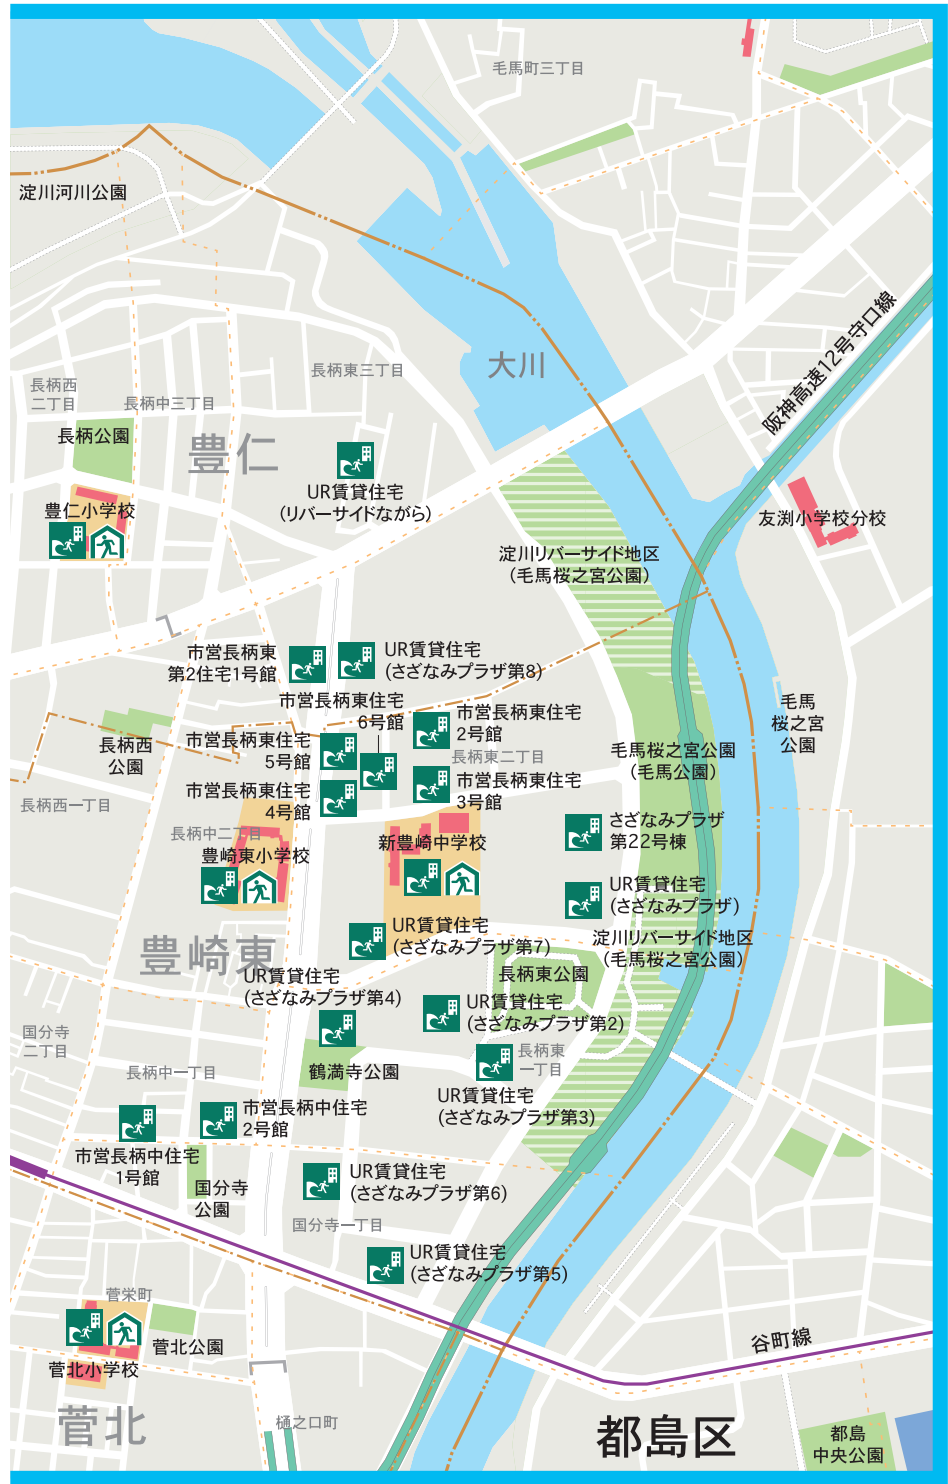 毛馬町三丁目
淀川河川公園
阪神高速12号守口線
大川
長柄東三丁目
長柄西
二丁目
長柄中三丁目
長柄公園
豊仁
UR賃貸住宅
(リバーサイドながら)
豊仁小学校
友渕小学校分校
淀川リバーサイド地区
(毛馬桜之宮公園)
市営長柄東
第2住宅1号館
UR賃貸住宅
(さざなみプラザ第8)
市営長柄東住宅
6号館
市営長柄東住宅
2号館
毛馬
桜之宮
公園
長柄西
公園
市営長柄東住宅
5号館
長柄東二丁目
毛馬桜之宮公園
(毛馬公園)
市営長柄東住宅
3号館
長柄西一丁目
市営長柄東住宅
4号館
長柄中二丁目
豊崎東小学校
新豊崎中学校
さざなみプラザ
第22号棟
UR賃貸住宅
(さざなみプラザ)
UR賃貸住宅
(さざなみプラザ第7)
淀川リバーサイド地区
(毛馬桜之宮公園)
豊崎東
UR賃貸住宅
(さざなみプラザ第4)
長柄東公園
UR賃貸住宅
(さざなみプラザ第2)
国分寺
二丁目
長柄東
一丁目
鶴満寺公園
長柄中一丁目
UR賃貸住宅
(さざなみプラザ第3)
市営長柄中住宅
2号館
市営長柄中住宅
1号館
UR賃貸住宅
(さざなみプラザ第6)
国分寺
公園
国分寺一丁目
UR賃貸住宅
(さざなみプラザ第5)
菅栄町
菅北公園
谷町線
菅北小学校
菅北
樋之口町
都島区
都島
中央公園